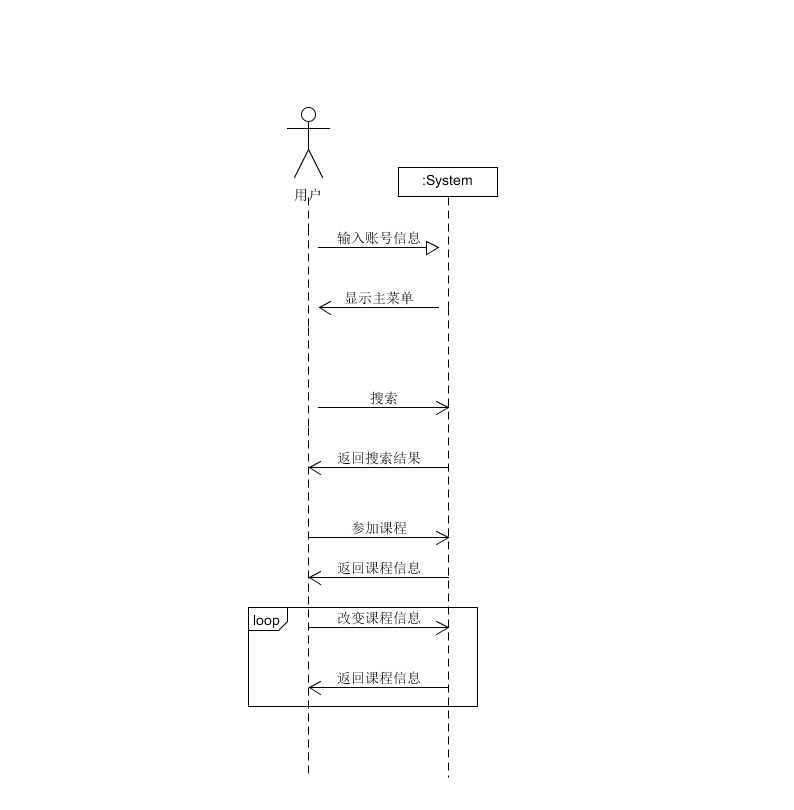 :System
用户
输入账号信息
显示主菜单
搜索
返回搜索结果
参加课程
返回课程信息
loop
改变课程信息
返回课程信息